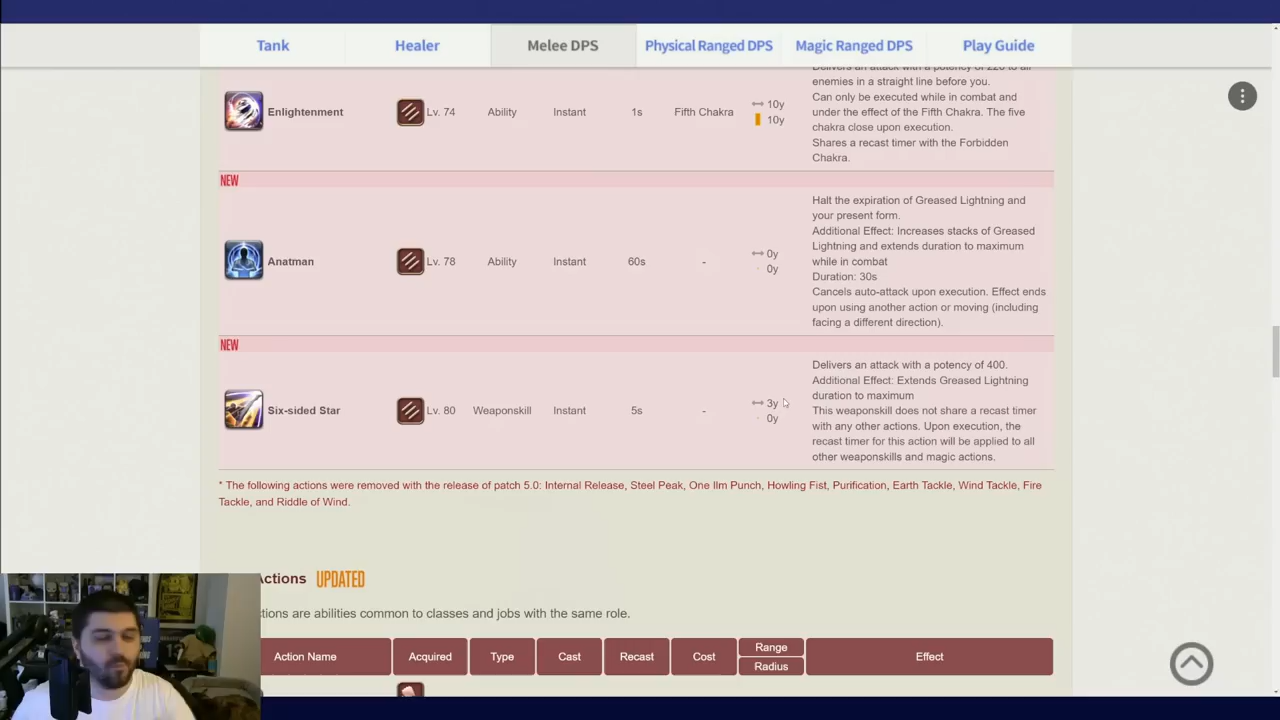 Tank Healer Melee DPS Physical Ranged DPS Magic Ranged DPS Play Guide
Delivers an attack with a potency of 220 to all
enemies in a straight line before you.
Can only be executed while in combat and
under the effect of the Fifth Chakra. The five
chakra close upon execution.
Shares a recast timer with the Forbidden
Chakra.
Enlightenment Lv. 74 Ability Instant 1s Fifth Chakra 10y
10y
NEW
Halt the expiration of Greased Lightning and
your present form.
Additional Effect: Increases stacks of Greased
Lightning and extends duration to maximum
while in combat
Duration: 30s
Cancels auto-attack upon execution. Effect ends
upon using another action or moving (including
facing a different direction).
Anatman Lv. 78 Ability Instant 60s - 0y
0y
NEW
Delivers an attack with a potency of 400.
Additional Effect: Extends Greased Lightning
duration to maximum
This weaponskill does not share a recast timer
with any other actions. Upon execution, the
recast timer for this action will be applied to all
other weaponskills and magic actions.
Six-sided Star Lv. 80 Weaponskill Instant 5s - 3y
0y
* The following actions were removed with the release of patch 5.0: Internal Release, Steel Peak, One Ilm Punch, Howling Fist, Purification, Earth Tackle, Wind Tackle, Fire
Tackle, and Riddle of Wind.
Actions UPDATED
ctions are abilities common to classes and jobs with the same role.
Action Name Acquired Type Cast Recast Cost Range
Radius Effect